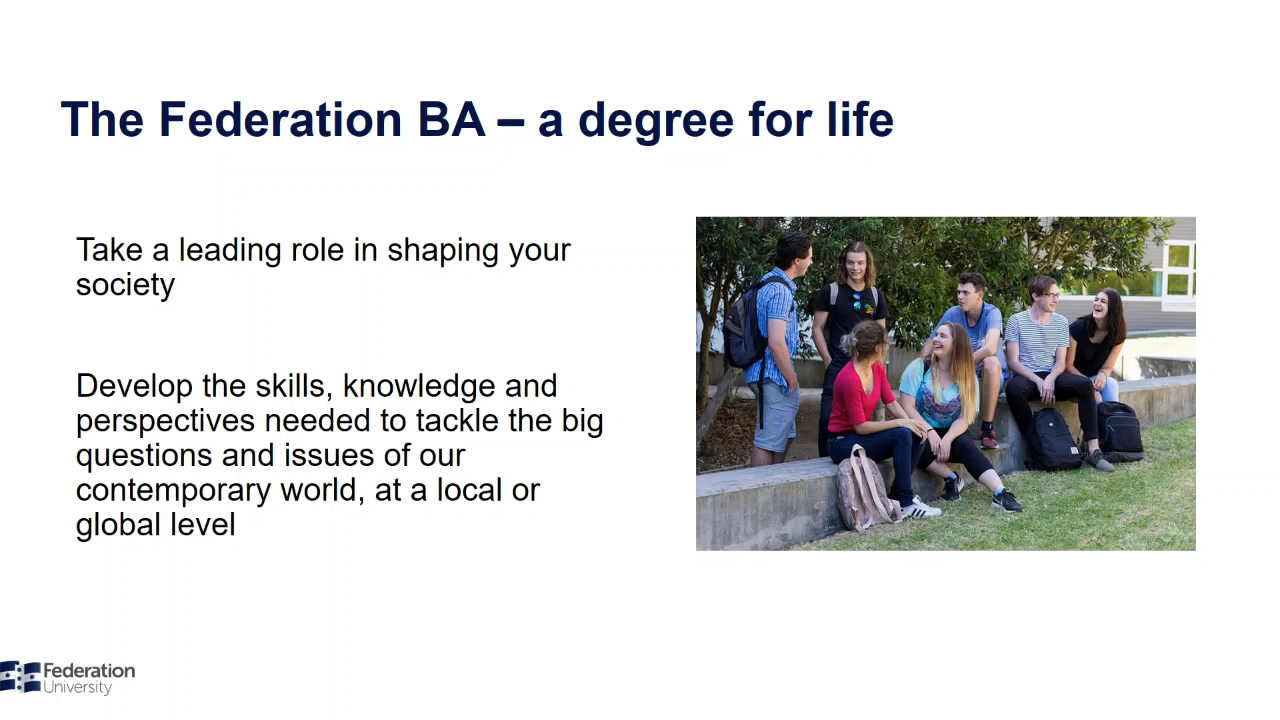 The Federation BA – a degree for life
Take a leading role in shaping your
society
Develop the skills, knowledge and
perspectives needed to tackle the big
questions and issues of our
contemporary world, at a local or
global level
Federation
University